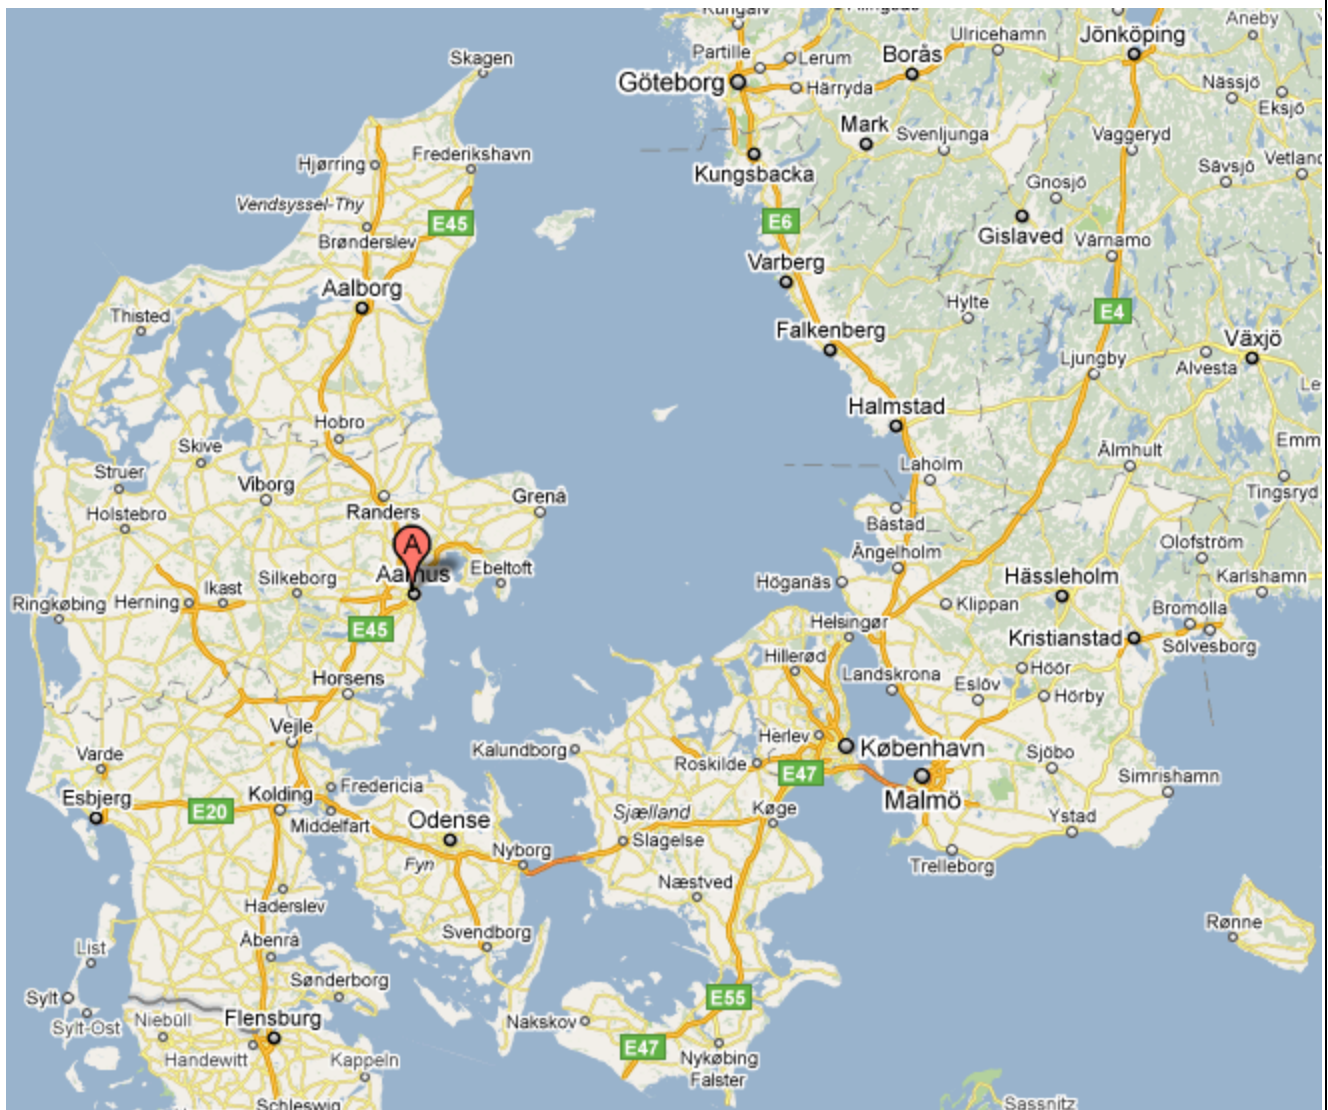 Kungälv
Ulricehamn
Aneby
Jönköping
Skagen
Partille
Lerum
Borås
Göteborg
Härryda
Nässjö
Eksjö
Mark
Svenljunga
Vaggeryd
Hjørring
Frederikshavn
Kungsbacka
Sävsjö
Vetland
Gnosjö
Vendsyssel-Thy
E45
E6
Gislaved
Värnamo
Brønderslev
Varberg
Aalborg
Hylte
E4
Thisted
Falkenberg
Växjö
Ljungby
Alvesta
Le
Halmstad
Hobro
Emm
Skive
Älmhult
Struer
Laholm
Viborg
Grenå
Tingsryd
Holstebro
Randers
Båstad
A
Olofström
Ängelholm
Aarhus
Ebeltoft
Silkeborg
Höganäs
Hässleholm
Karlshamn
Ikast
Ringkøbing
Herning
Klippan
Bromölla
Helsingør
E45
Kristianstad
Sölvesborg
Hillerød
Höör
Horsens
Landskrona
Eslöv
Hörby
Vejle
Herlev
København
Kalundborg
Varde
Roskilde
E47
Sjöbo
Simrishamn
Fredericia
Esbjerg
E20
Kolding
Malmö
Middelfart
Odense
Sjælland
Køge
Ystad
Slagelse
Nyborg
Fyn
Trelleborg
Næstved
Haderslev
Rønne
Svendborg
List
Åbenrå
Sønderborg
Sylt
E55
Sylt-Ost
Niebüll
Flensburg
Nakskov
E47
Handewitt
Kappeln
Nykøbing
Falster
Schleswig
Sassnitz